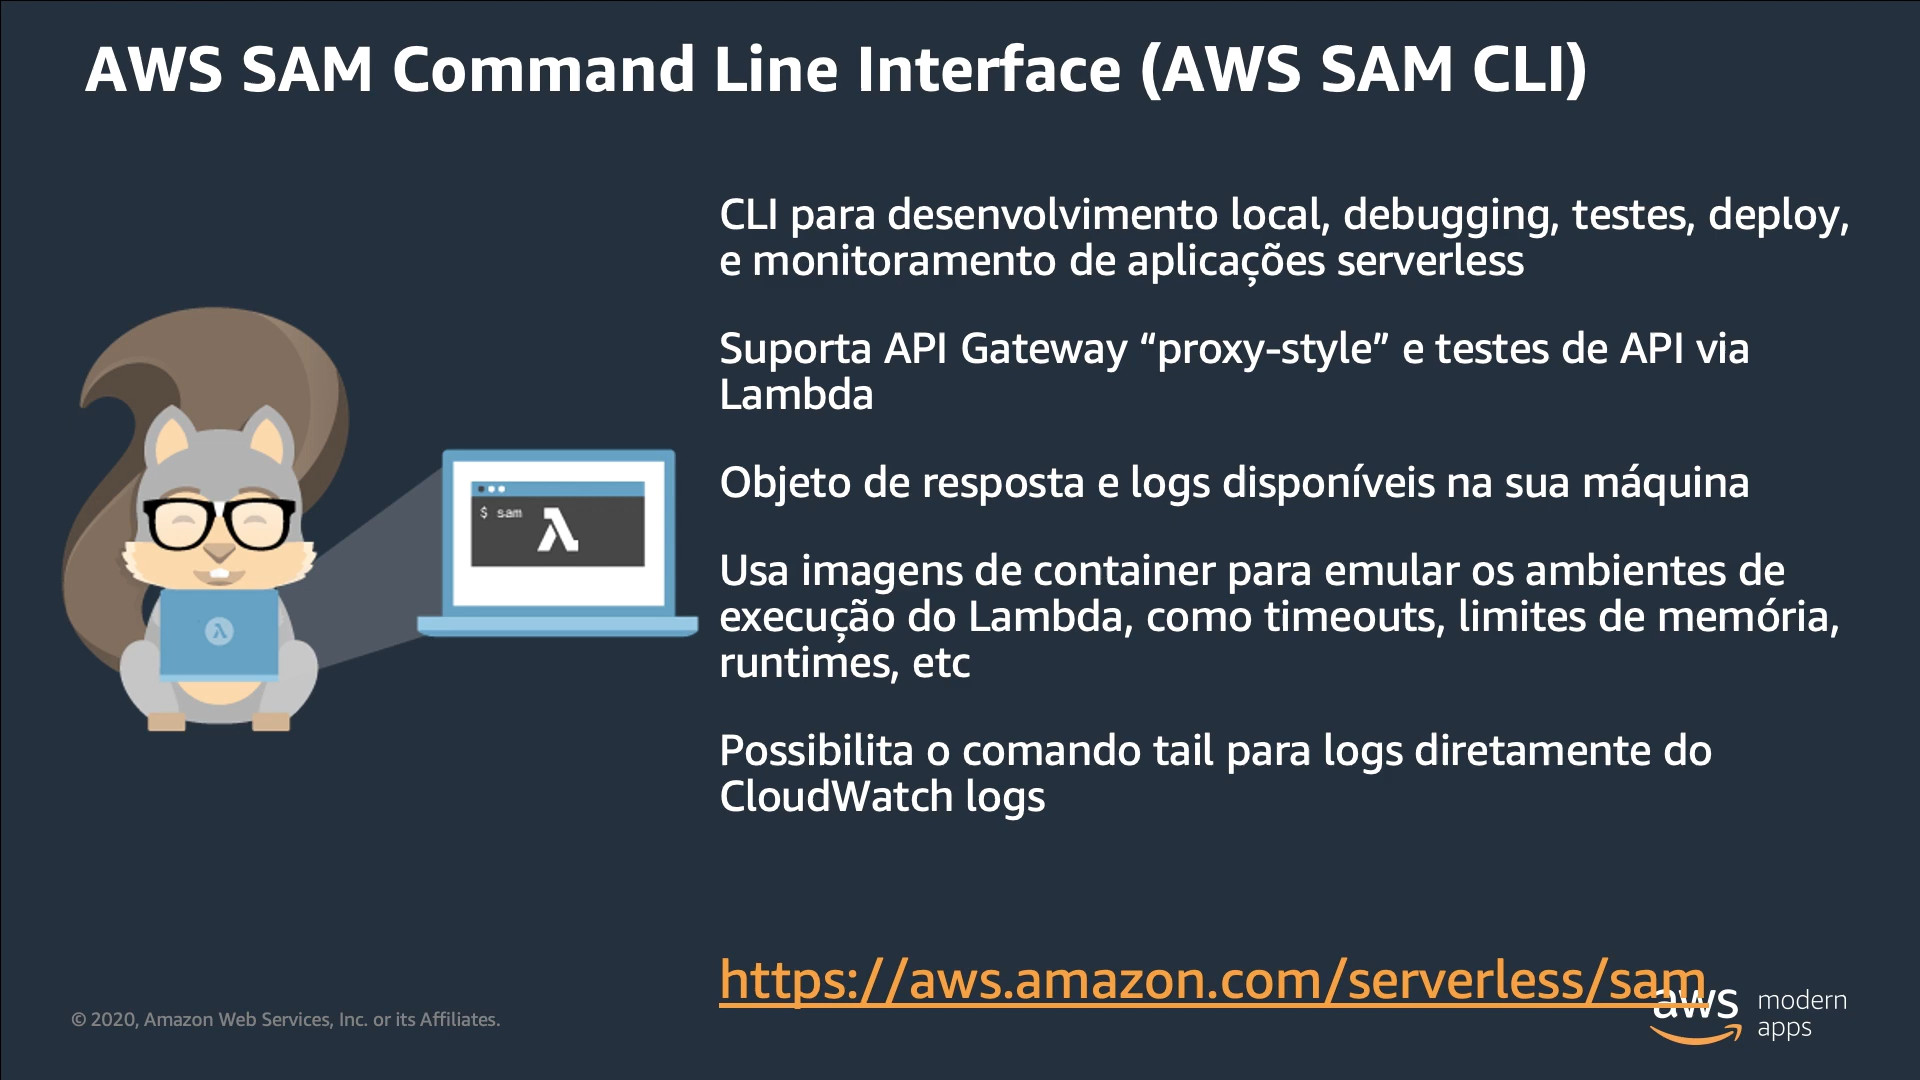 AWS SAM Command Line Interface (AWS SAM CLI)
CLI para desenvolvimento local, debugging, testes, deploy,
e monitoramento de aplicações serverless
Suporta API Gateway “proxy-style” e testes de API via
Lambda
Objeto de resposta e logs disponíveis na sua máquina
Usa imagens de container para emular os ambientes de
execução do Lambda, como timeouts, limites de memória,
runtimes, etc
Possibilita o comando tail para logs diretamente do
CloudWatch logs
$ sam
λ
λ
https://aws.amazon.com/serverless/sam
© 2020, Amazon Web Services, Inc. or its Affiliates.
aws modern
apps